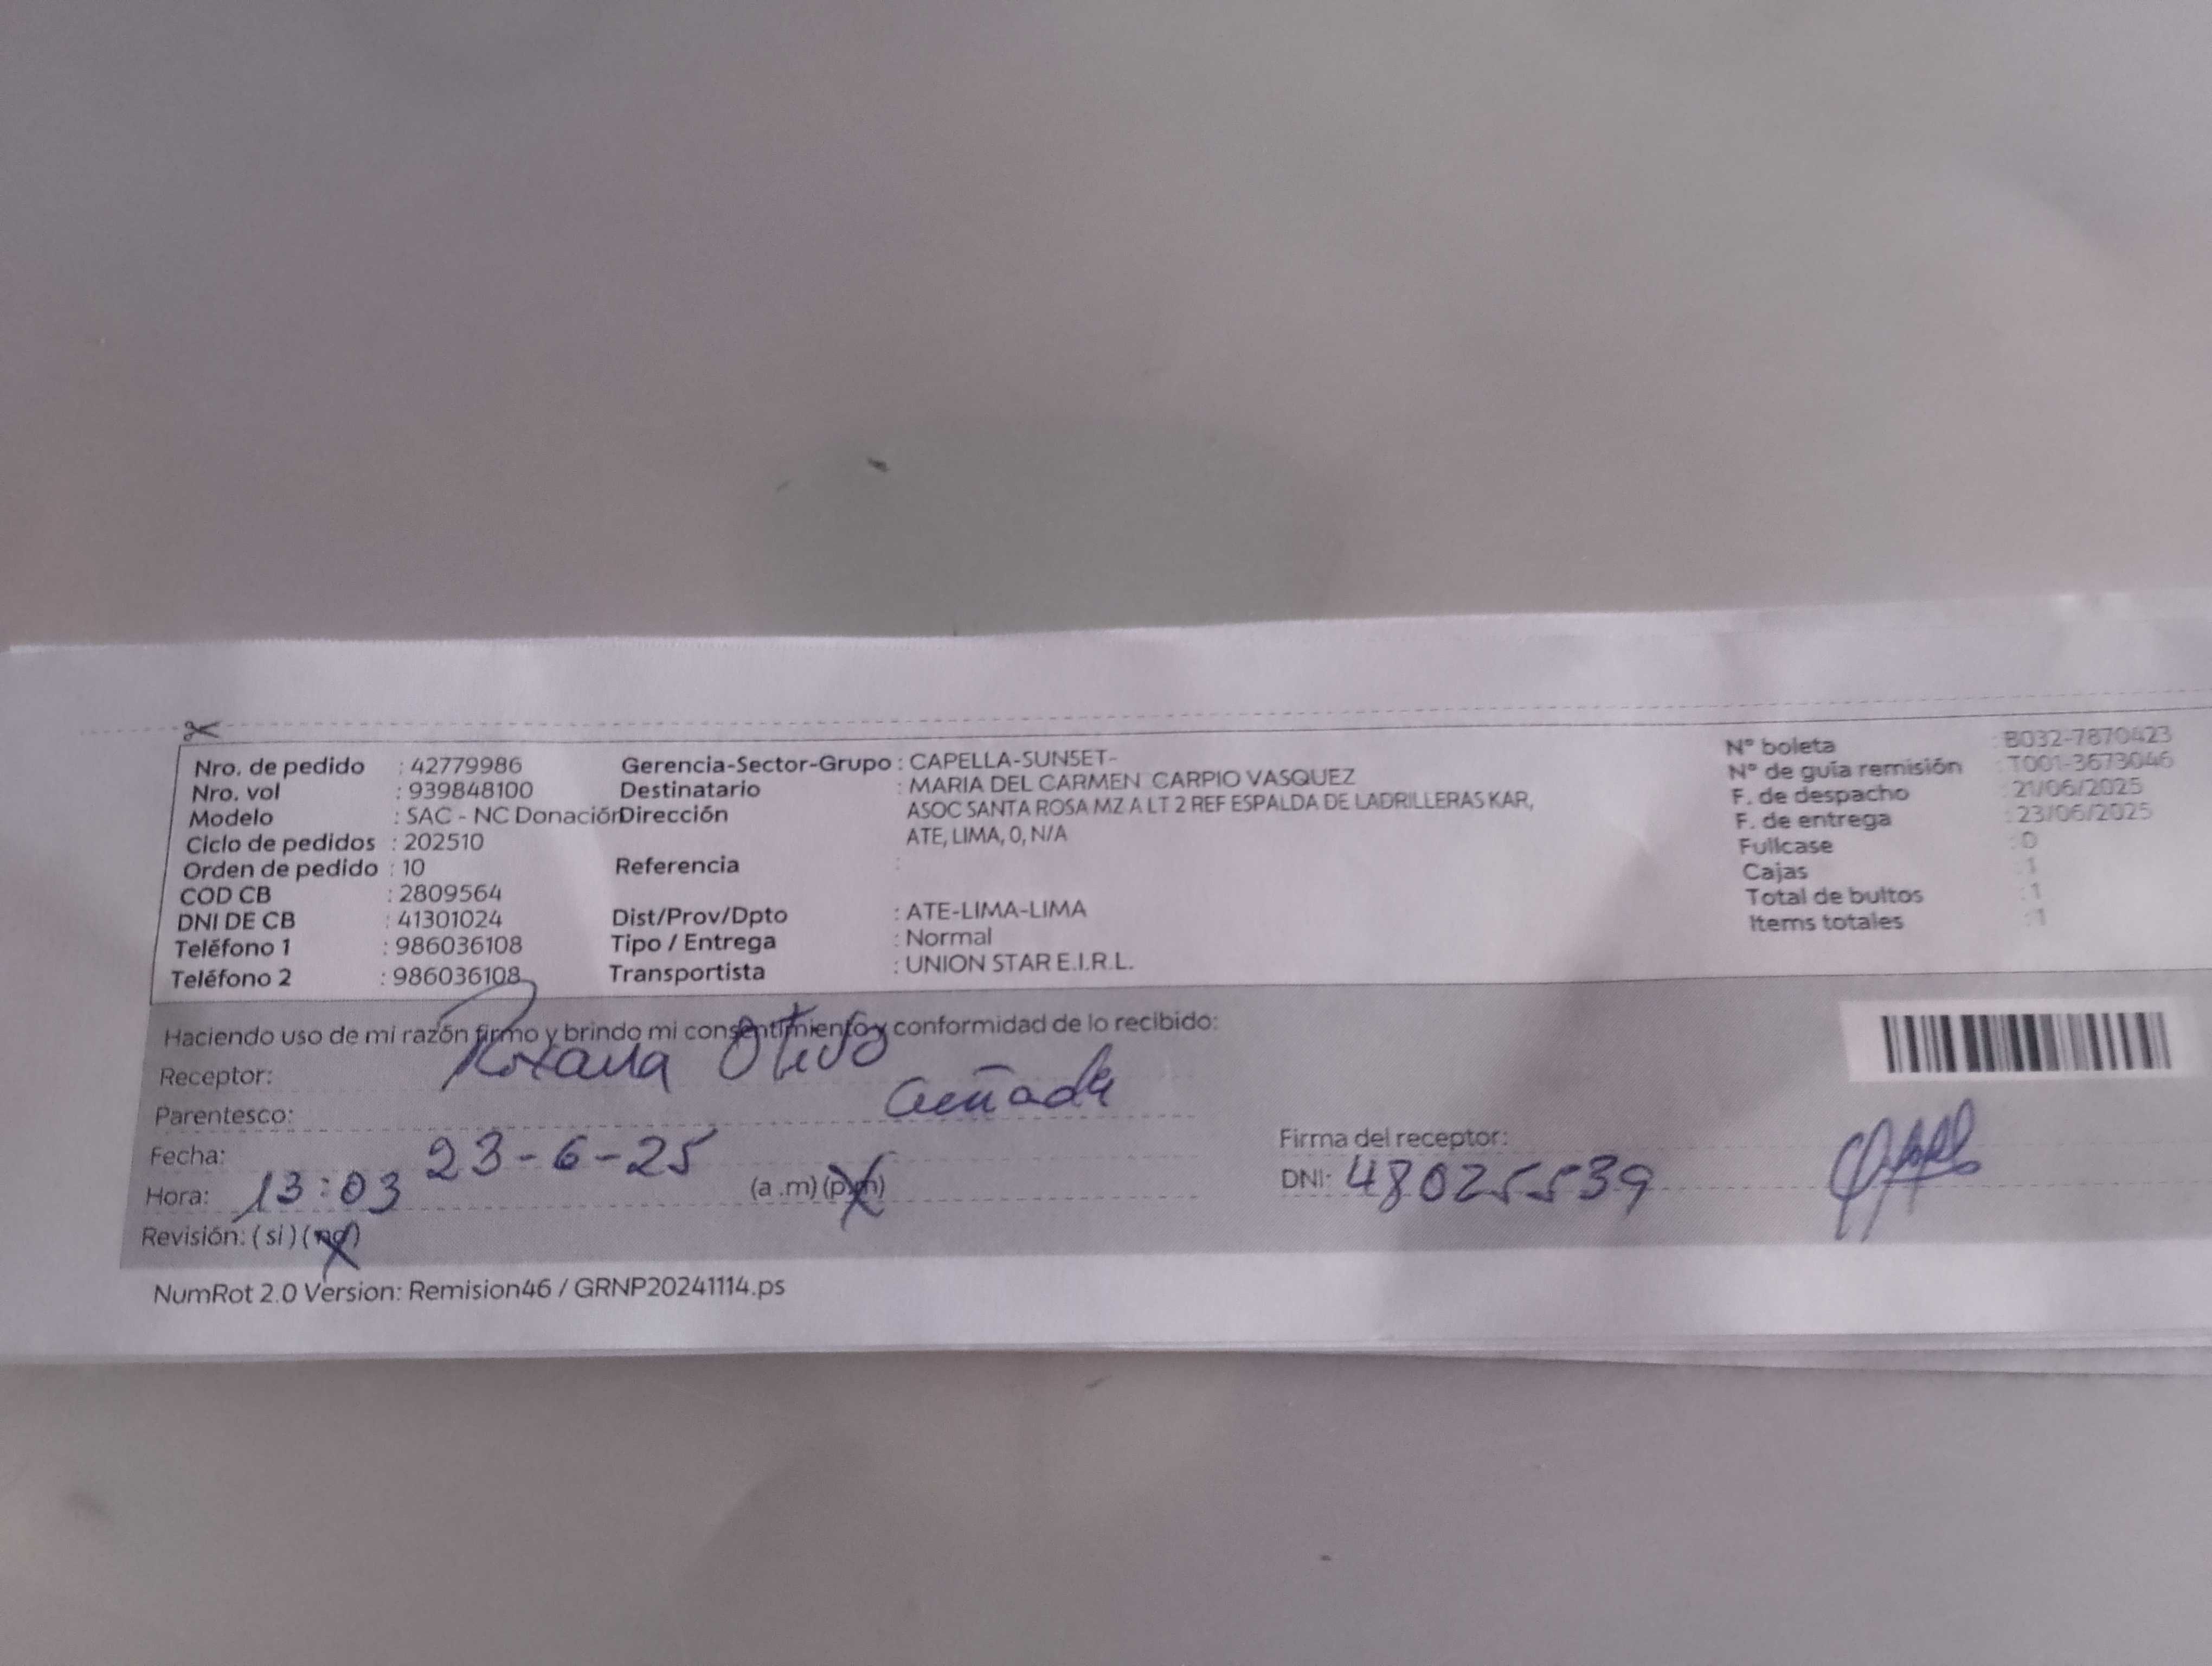 Nro. de pedido : 42779986 Gerencia-Sector-Grupo : CAPELLA-SUNSET- N° boleta : B032-7870423
Nro. vol : 939848100 Destinatario : MARIA DEL CARMEN CARPIO VASQUEZ N° de guía remisión : T001-3673046
Modelo : SAC - NC Donación Dirección ASOC SANTA ROSA MZ A LT 2 REF ESPALDA DE LADRILLERAS KAR, F. de despacho : 21/06/2025
Ciclo de pedidos : 202510 ATE, LIMA, 0, N/A F. de entrega : 23/06/2025
Orden de pedido : 10 Referencia : Fullcase : 0
COD CB : 2809564 Cajas : 1
DNI DE CB : 41301024 Dist/Prov/Dpto : ATE-LIMA-LIMA Total de bultos : 1
Teléfono 1 : 986036108 Tipo / Entrega : Normal Items totales : 1
Teléfono 2 : 986036108 Transportista : UNION STAR E.I.R.L.
Haciendo uso de mi razón firmo y brindo mi consentimiento y conformidad de lo recibido:
Receptor: Roxana
Parentesco: Cuñada
Fecha: 23-6-25 Firma del receptor:
Hora: 13:03 (a .m) (p.m) DNI: 48025539
Revisión: ( si ) ( no )
NumRot 2.0 Version: Remision46 / GRNP20241114.ps